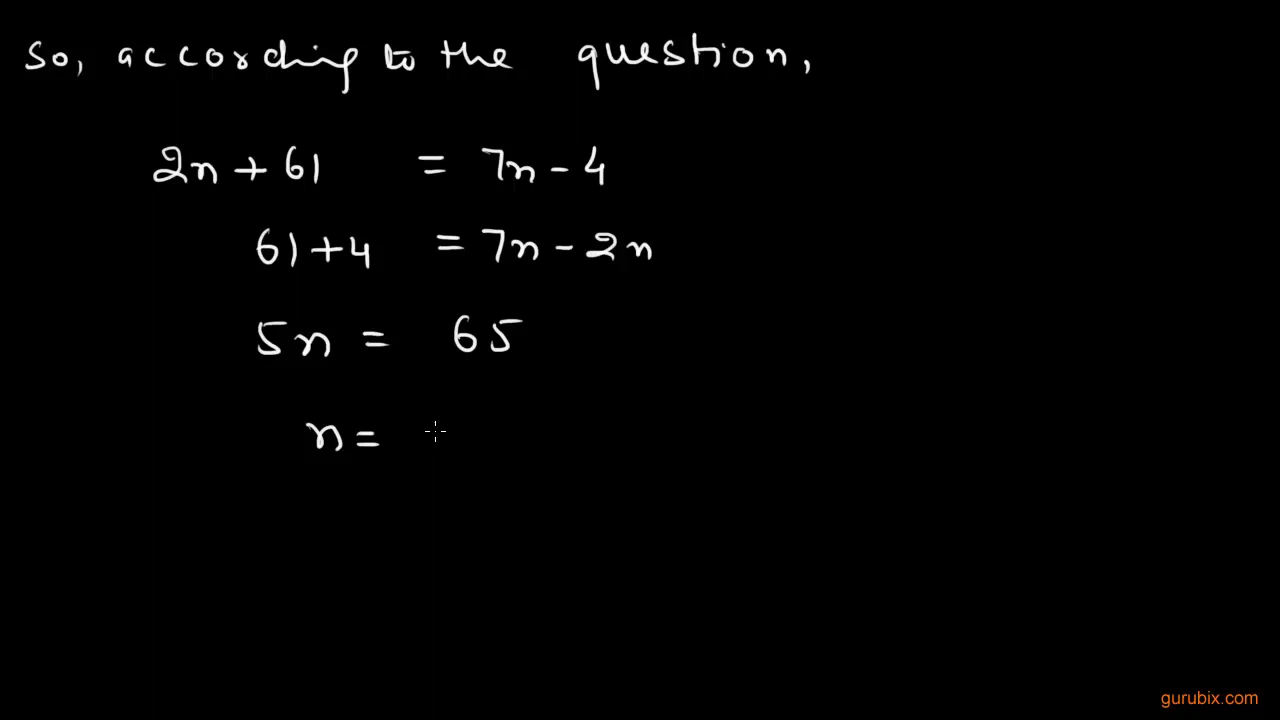 So, according to the question,
2n + 61 = 7n - 4
61 + 4 = 7n - 2n
5n = 65
n =
gurubix.com